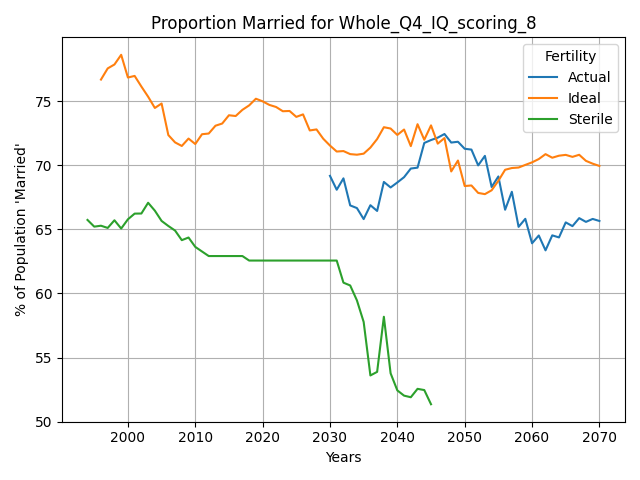 Proportion Married for Whole_Q4_IQ_scoring_8
% of Population 'Married'
75
70
65
60
55
50
2000
2010
2020
2030
2040
2050
2060
2070
Years
Fertility
Actual
Ideal
Sterile